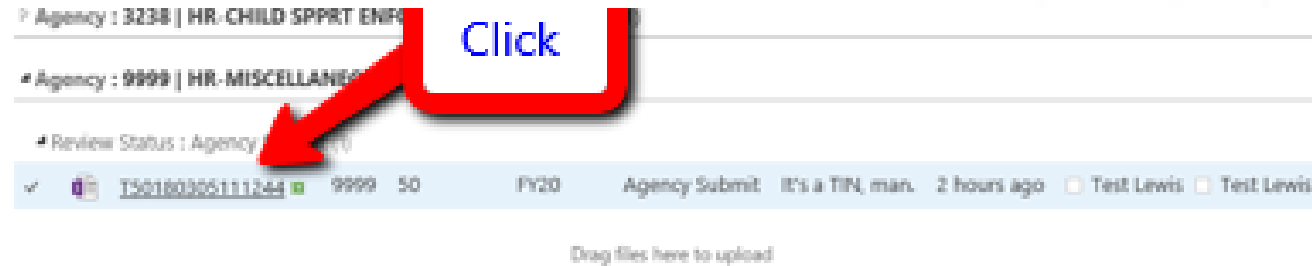 Agency : 3238 | HR-CHILD SPPRT
Click
Agency : 9999 | HR-MISCELLANE
Review Status : Agency
T50180305111244 9999 50 FY20 Agency Submit It's a TIN, man. 2 hours ago Test Lewis Test Lewis
Drag files here to upload